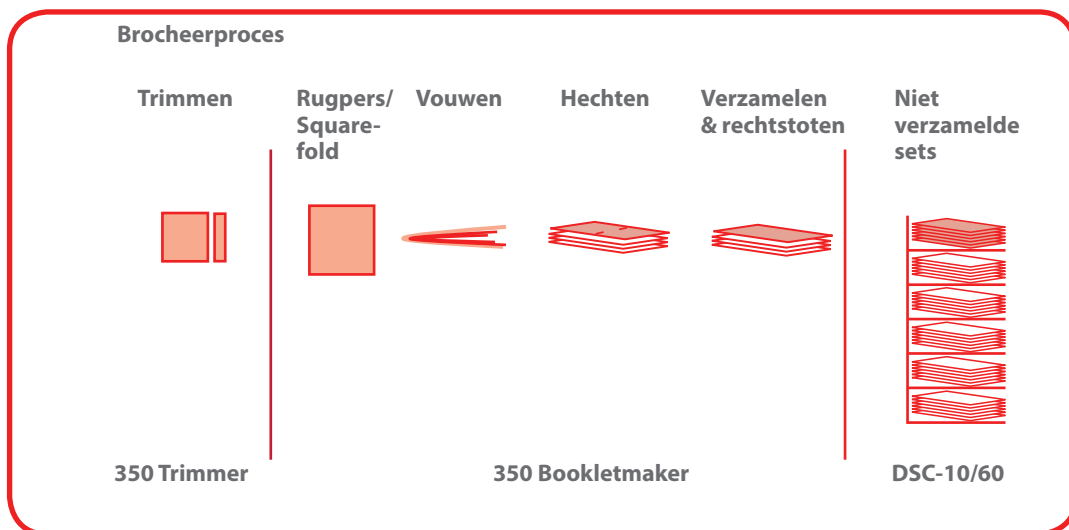 Brocheerproces
Trimmen
Rugpers/
Square-
fold
Vouwen
Hechten
Verzamelen
& rechtstoten
Niet
verzamelde
sets
350 Trimmer
350 Bookletmaker
DSC-10/60